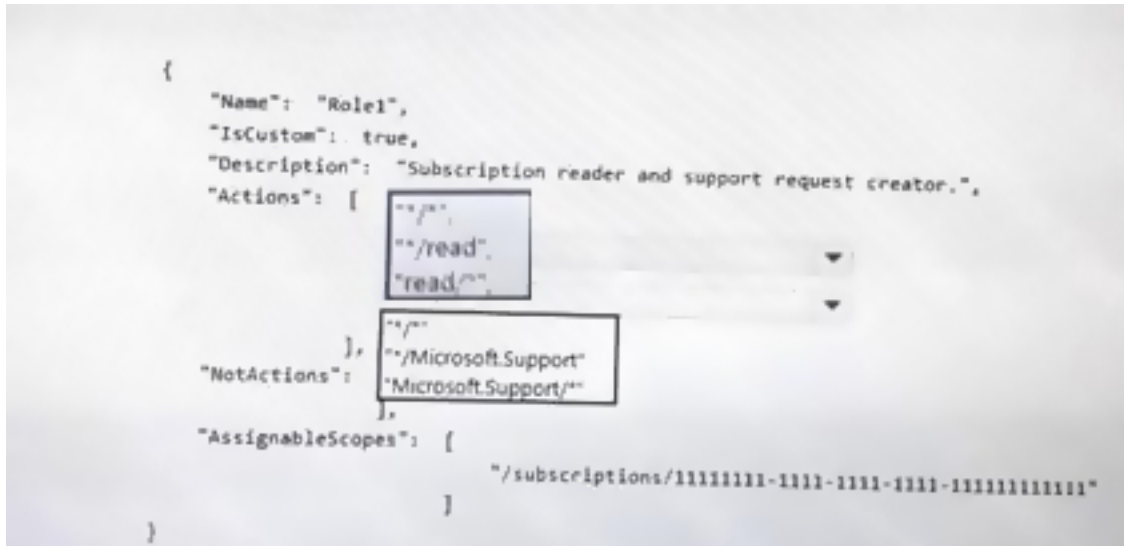 {
"Name": "Role1",
"IsCustom": true,
"Description": "Subscription reader and support request creator.",
"Actions": [
"*/*",
"*/read",
"read/*",
"*/*"
"*/Microsoft.Support"
"Microsoft.Support/*"
],
"NotActions":
],
"AssignableScopes": [
"/subscriptions/11111111-1111-1111-1111-111111111111"
]
}